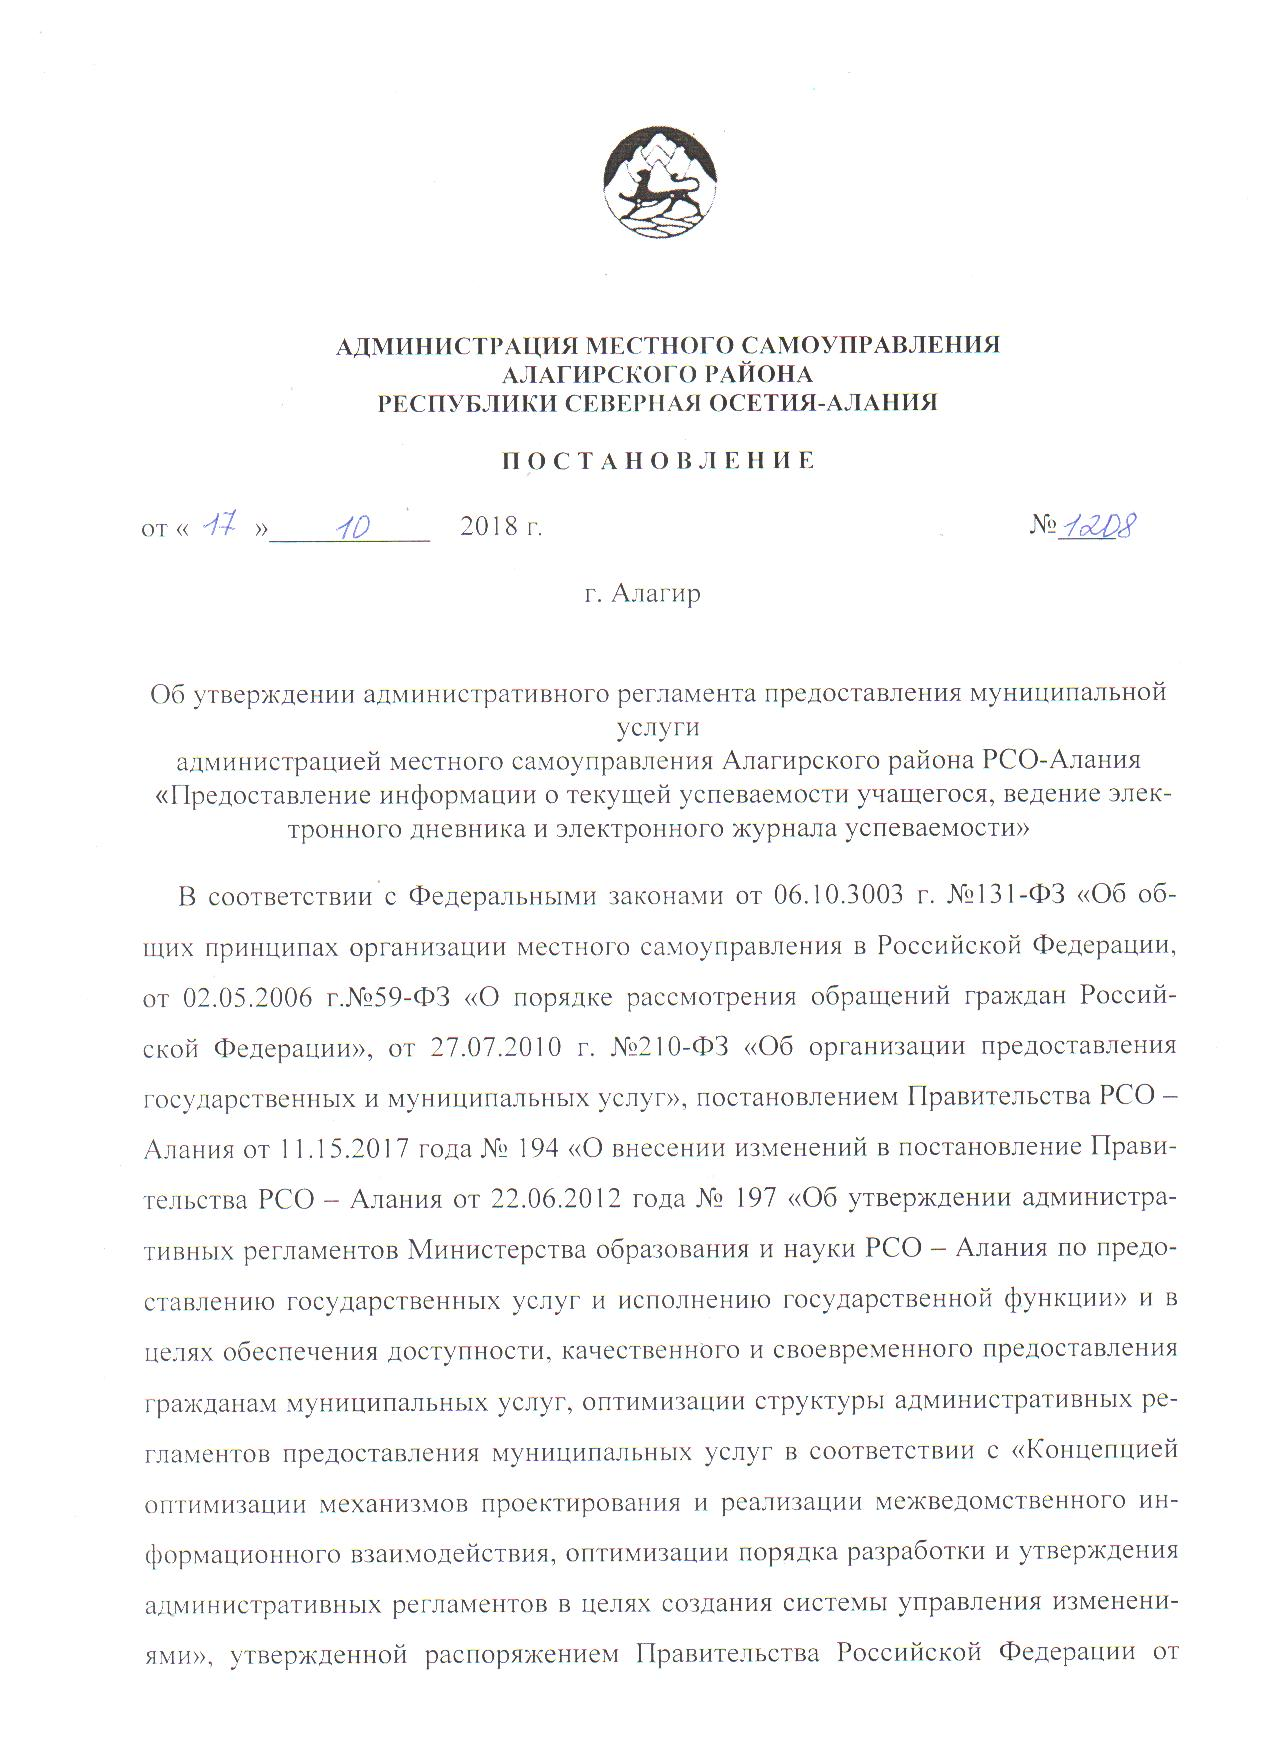 АДМИНИСТРАЦИЯ МЕСТНОГО САМОУПРАВЛЕНИЯ
АЛАГИРСКОГО РАЙОНА
РЕСПУБЛИКИ СЕВЕРНАЯ ОСЕТИЯ-АЛАНИЯ
П О С Т А Н О В Л Е Н И Е
от « 17 » 10 2018 г. № 1208
г. Алагир
Об утверждении административного регламента предоставления муниципальной
услуги
администрацией местного самоуправления Алагирского района РСО-Алания
«Предоставление информации о текущей успеваемости учащегося, ведение элек-
тронного дневника и электронного журнала успеваемости»
В соответствии с Федеральными законами от 06.10.3003 г. №131-ФЗ «Об об-
щих принципах организации местного самоуправления в Российской Федерации,
от 02.05.2006 г.№59-ФЗ «О порядке рассмотрения обращений граждан Россий-
ской Федерации», от 27.07.2010 г. №210-ФЗ «Об организации предоставления
государственных и муниципальных услуг», постановлением Правительства РСО –
Алания от 11.15.2017 года № 194 «О внесении изменений в постановление Прави-
тельства РСО – Алания от 22.06.2012 года № 197 «Об утверждении администра-
тивных регламентов Министерства образования и науки РСО – Алания по предо-
ставлению государственных услуг и исполнению государственной функции» и в
целях обеспечения доступности, качественного и своевременного предоставления
гражданам муниципальных услуг, оптимизации структуры административных ре-
гламентов предоставления муниципальных услуг в соответствии с «Концепцией
оптимизации механизмов проектирования и реализации межведомственного ин-
формационного взаимодействия, оптимизации порядка разработки и утверждения
административных регламентов в целях создания системы управления изменени-
ями», утвержденной распоряжением Правительства Российской Федерации от